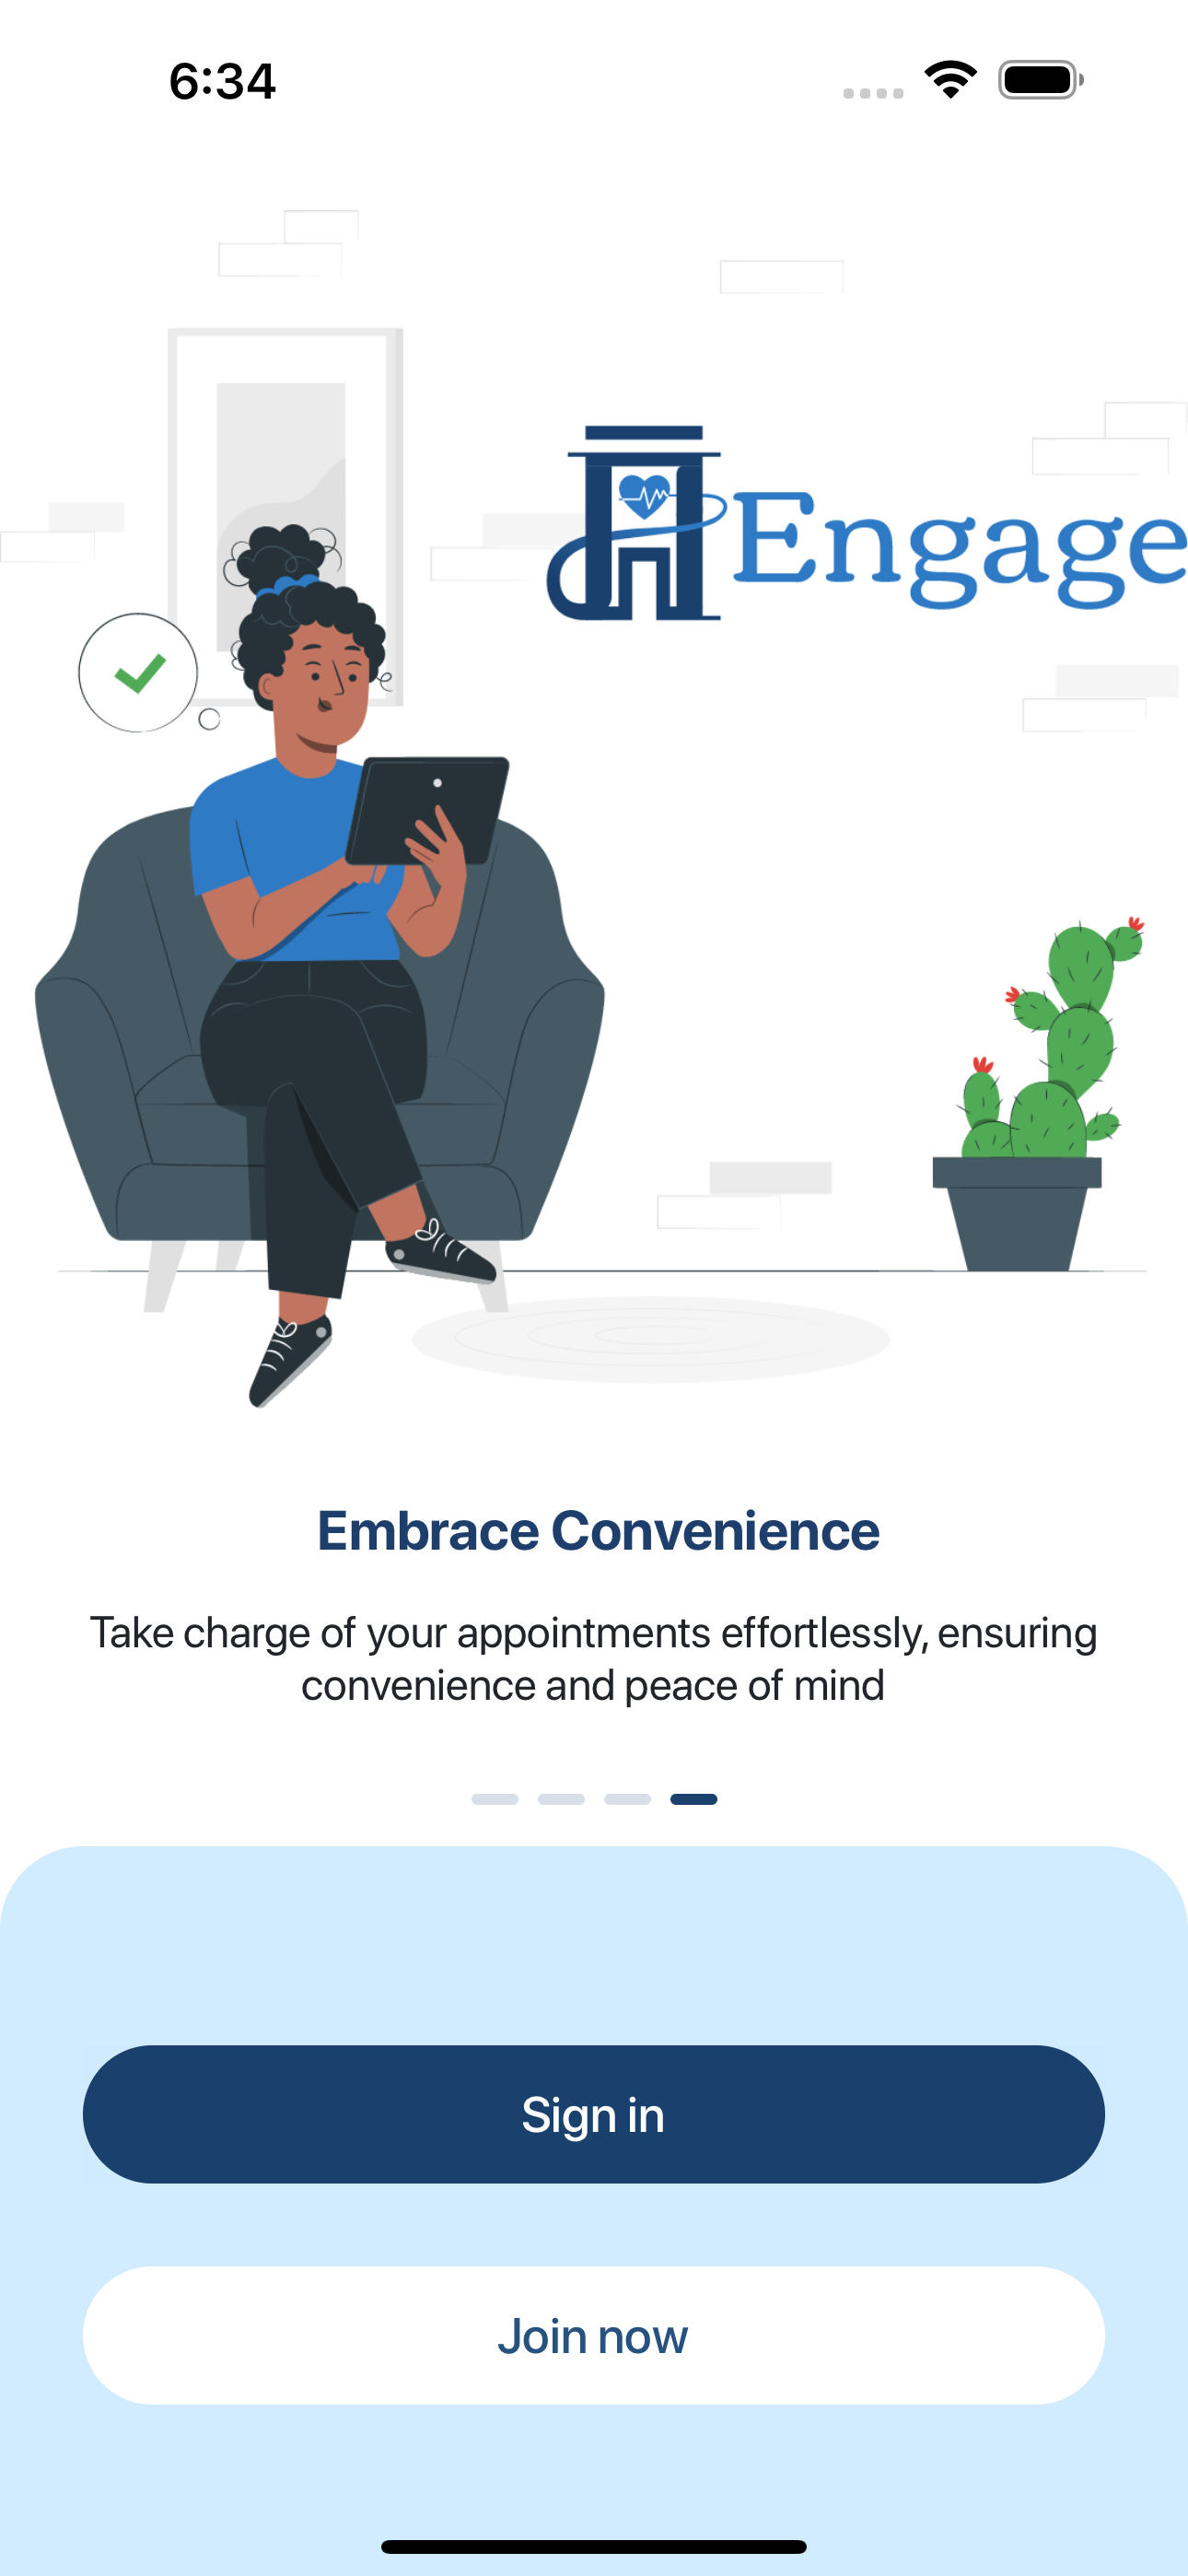 6:34
Engage
Embrace Convenience
Take charge of your appointments effortlessly, ensuring
convenience and peace of mind
Sign in
Join now